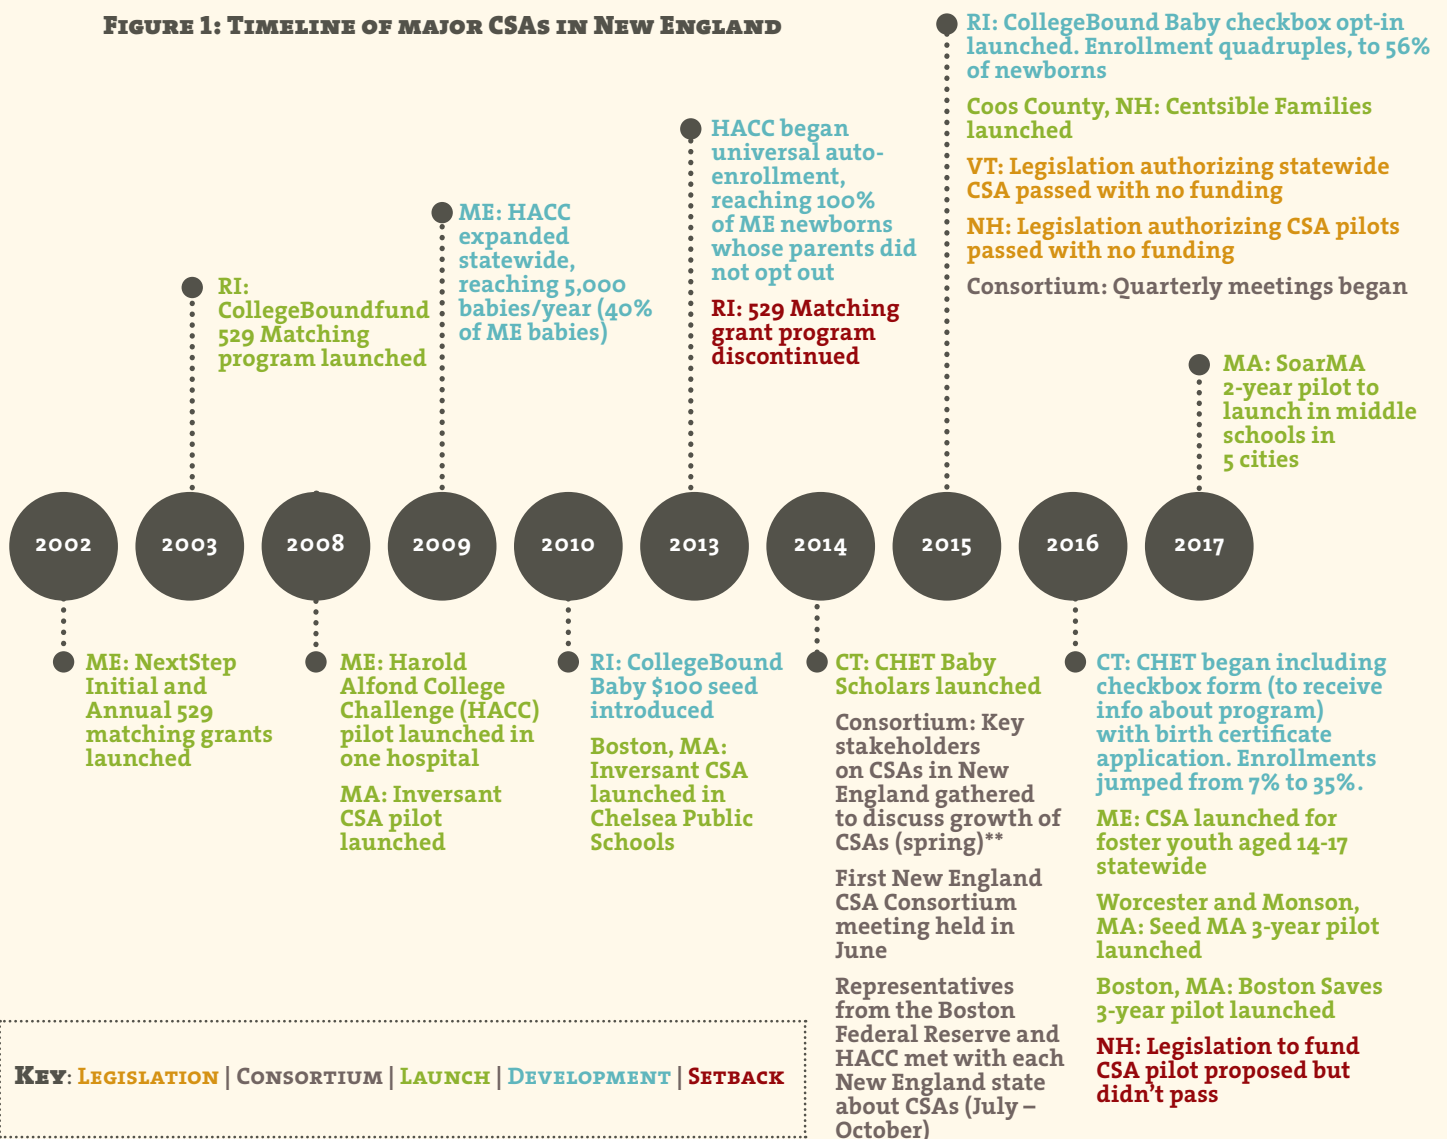 Figure 1: Timeline of major CSAs in New England
RI: CollegeBound Baby checkbox opt-in
launched. Enrollment quadruples, to 56%
of newborns
Coos County, NH: Centsible Families
launched
VT: Legislation authorizing statewide
CSA passed with no funding
NH: Legislation authorizing CSA pilots
passed with no funding
Consortium: Quarterly meetings began
HACC began
universal auto-
enrollment,
reaching 100%
of ME newborns
whose parents did
not opt out
RI: 529 Matching
grant program
discontinued
ME: HACC
expanded
statewide,
reaching 5,000
babies/year (40%
of ME babies)
RI:
CollegeBoundfund
529 Matching
program launched
MA: SoarMA
2-year pilot to
launch in middle
schools in
5 cities
2002
2003
2008
2009
2010
2013
2014
2015
2016
2017
ME: NextStep
Initial and
Annual 529
matching grants
launched
ME: Harold
Alfond College
Challenge (HACC)
pilot launched in
one hospital
MA: Inversant
CSA pilot
launched
RI: CollegeBound
Baby $100 seed
introduced
Boston, MA:
Inversant CSA
launched in
Chelsea Public
Schools
CT: CHET Baby
Scholars launched
Consortium: Key
stakeholders
on CSAs in New
England gathered
to discuss growth of
CSAs (spring)**
First New England
CSA Consortium
meeting held in
June
Representatives
from the Boston
Federal Reserve and
HACC met with each
New England state
about CSAs (July –
October)
CT: CHET began including
checkbox form (to receive
info about program)
with birth certificate
application. Enrollments
jumped from 7% to 35%.
ME: CSA launched for
foster youth aged 14-17
statewide
Worcester and Monson,
MA: Seed MA 3-year pilot
launched
Boston, MA: Boston Saves
3-year pilot launched
NH: Legislation to fund
CSA pilot proposed but
didn't pass
Key: Legislation | Consortium | Launch | Development | Setback